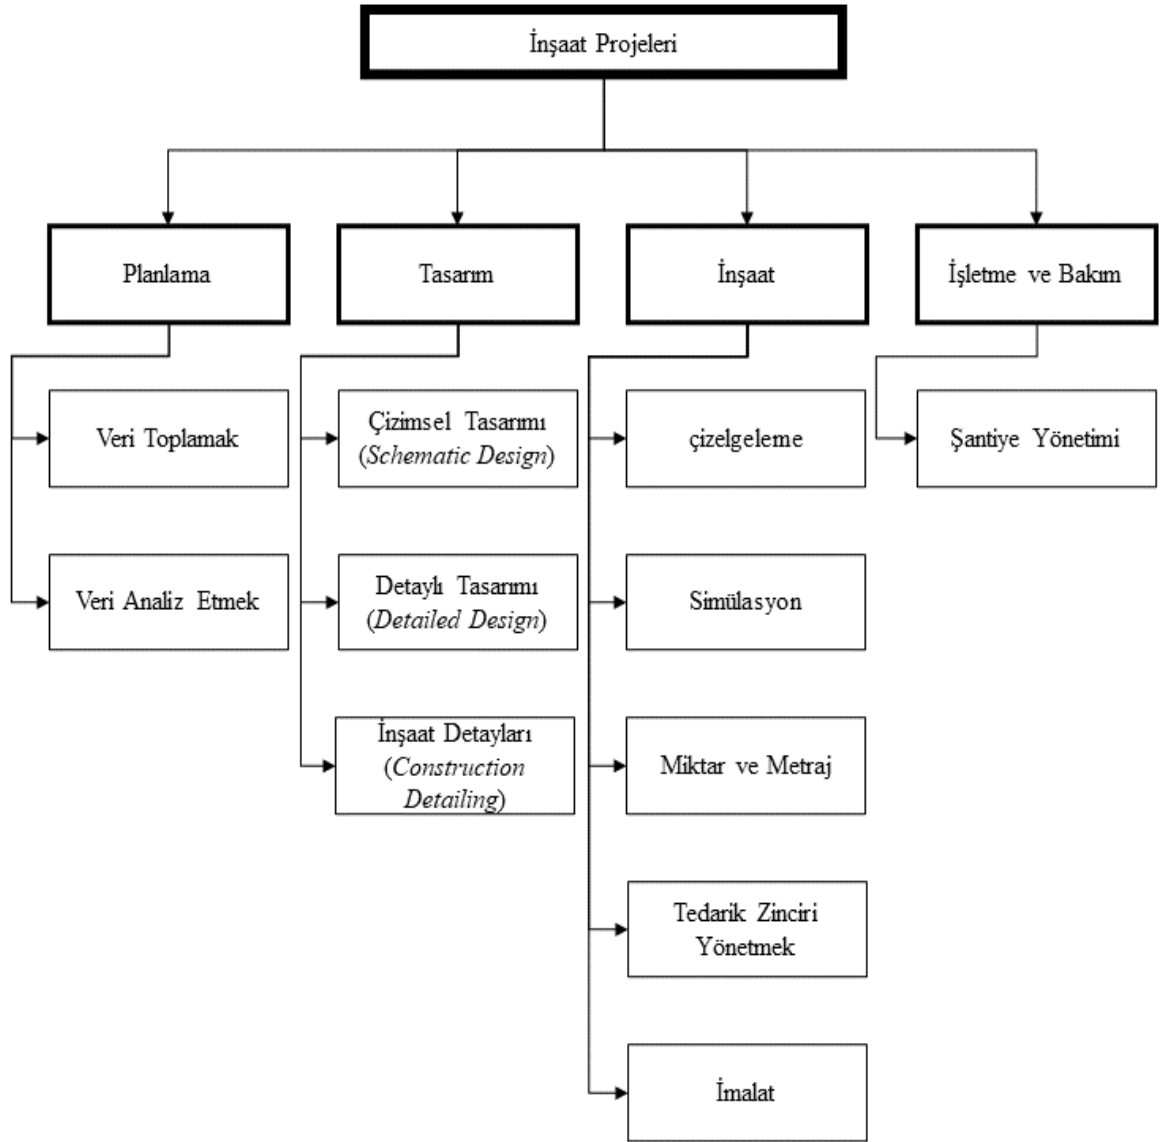 İnşaat Projeleri
Planlama
Tasarım
İnşaat
İşletme ve Bakım
Veri Toplamak
Çizimsel Tasarımı
(Schematic Design)
çizelgeleme
Şantiye Yönetimi
Veri Analiz Etmek
Detaylı Tasarımı
(Detailed Design)
Simülasyon
İnşaat Detayları
(Construction
Detailing)
Miktar ve Metraj
Tedarik Zinciri
Yönetmek
İmalat